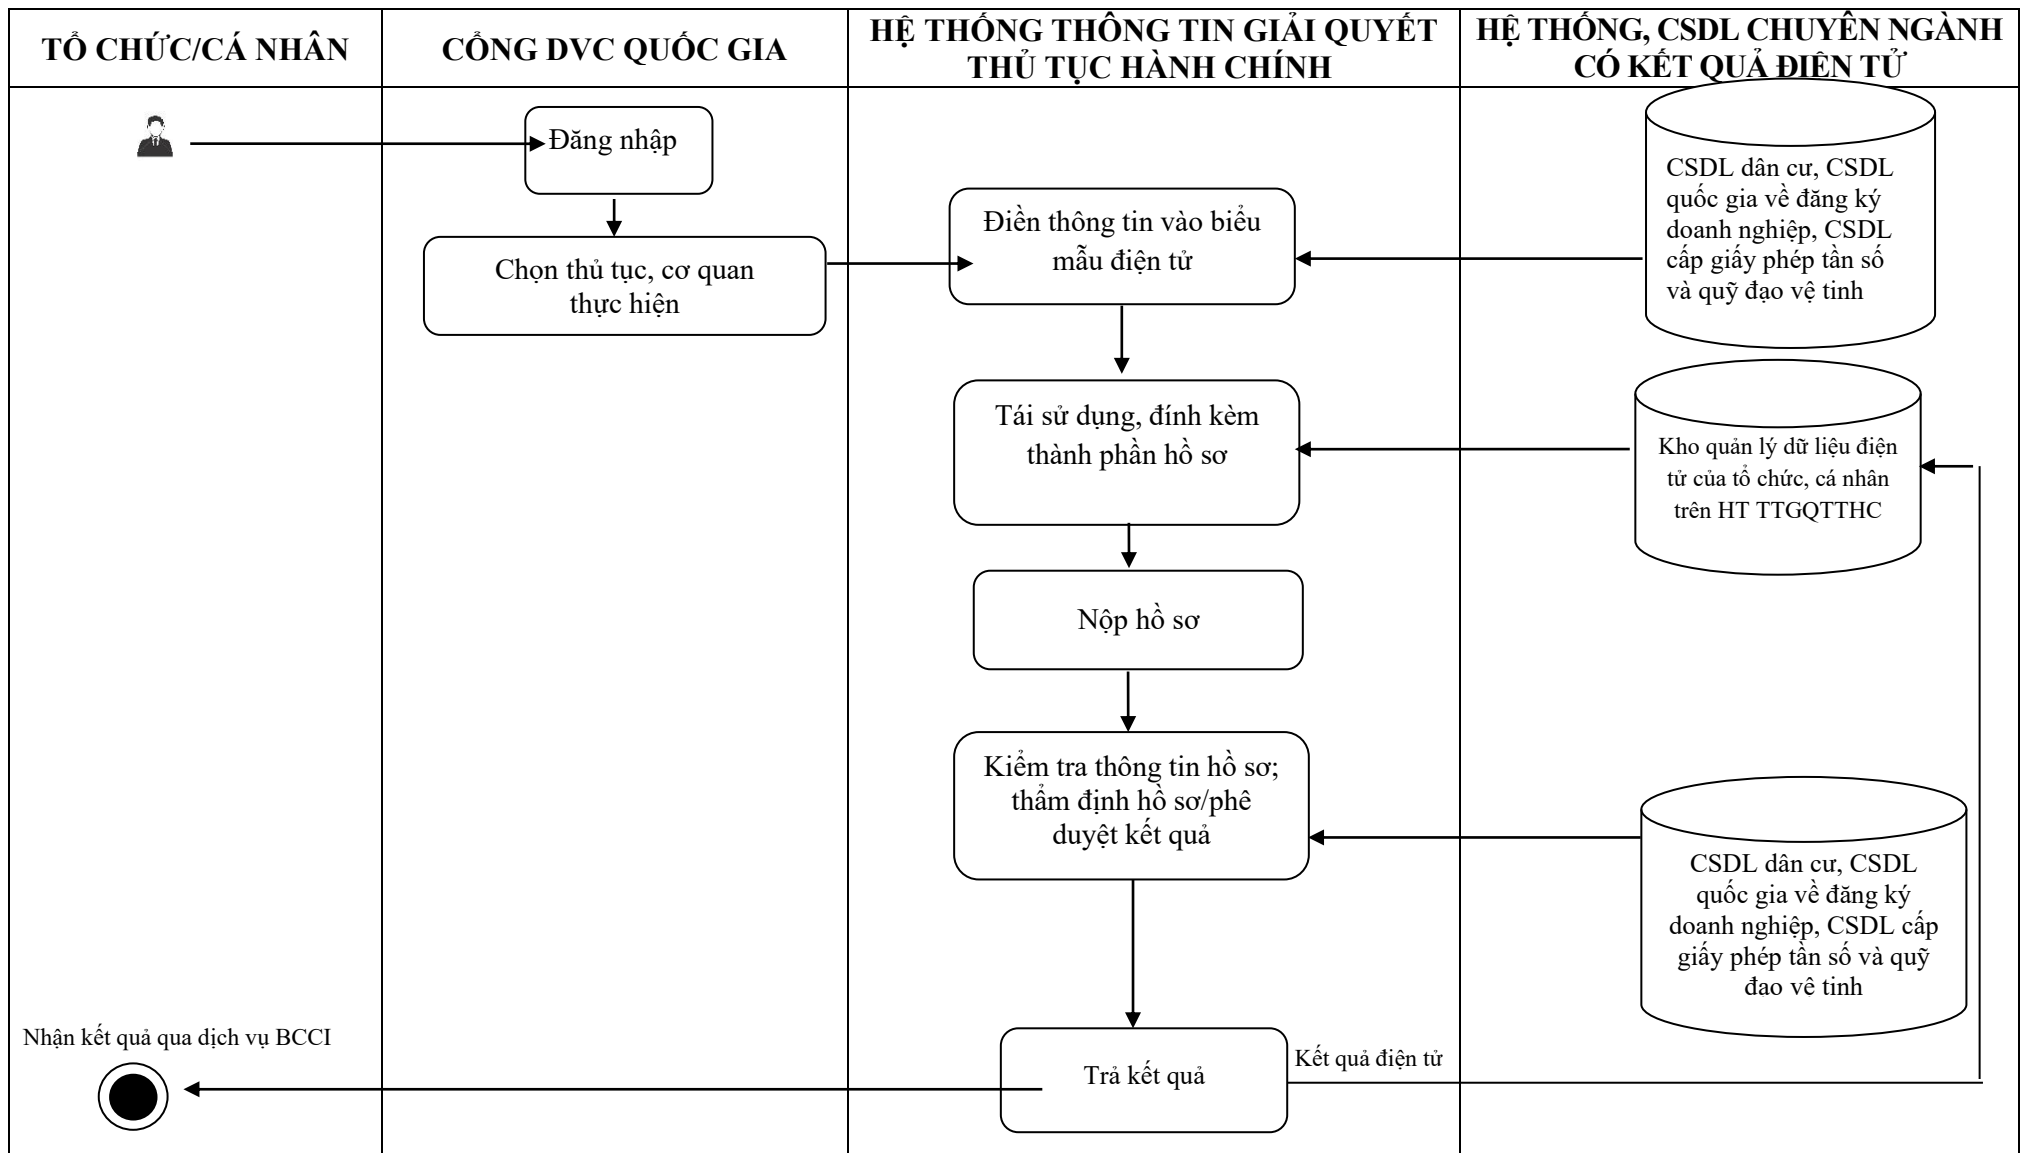 TỔ CHỨC/CÁ NHÂN
CỔNG DVC QUỐC GIA
HỆ THỐNG THÔNG TIN GIẢI QUYẾT
THỦ TỤC HÀNH CHÍNH
HỆ THỐNG, CSDL CHUYÊN NGÀNH
CÓ KẾT QUẢ ĐIỆN TỬ
Đăng nhập
Chọn thủ tục, cơ quan
thực hiện
Điền thông tin vào biểu
mẫu điện tử
CSDL dân cư, CSDL
quốc gia về đăng ký
doanh nghiệp, CSDL
cấp giấy phép tần số
và quỹ đạo vệ tinh
Tái sử dụng, đính kèm
thành phần hồ sơ
Kho quản lý dữ liệu điện
tử của tổ chức, cá nhân
trên HT TTGQTTHC
Nộp hồ sơ
Kiểm tra thông tin hồ sơ;
thẩm định hồ sơ/phê
duyệt kết quả
CSDL dân cư, CSDL
quốc gia về đăng ký
doanh nghiệp, CSDL cấp
giấy phép tần số và quỹ
đao vê tinh
Nhận kết quả qua dịch vụ BCCI
Trả kết quả
Kết quả điện tử